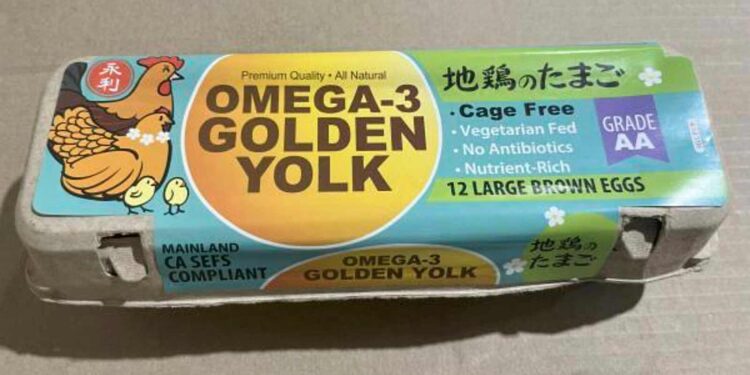 永
利
Premium Quality • All Natural
OMEGA-3
GOLDEN
YOLK
地鶏のたまご
• Cage Free
• Vegetarian Fed
• No Antibiotics
• Nutrient-Rich
12 LARGE BROWN EGGS
GRADE
AA
MAINLAND
CA SEFS
COMPLIANT
OMEGA-3
GOLDEN YOLK
地鶏の
たまご